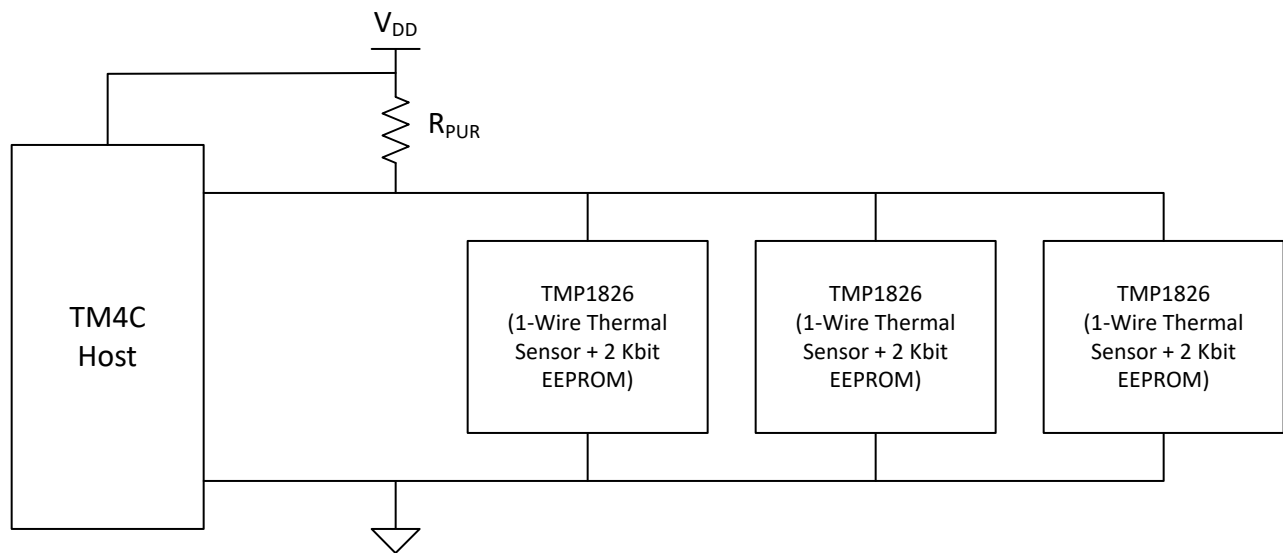 VDD
RPUR
TM4C
Host
TMP1826
(1-Wire Thermal
Sensor + 2 Kbit
EEPROM)
TMP1826
(1-Wire Thermal
Sensor + 2 Kbit
EEPROM)
TMP1826
(1-Wire Thermal
Sensor + 2 Kbit
EEPROM)